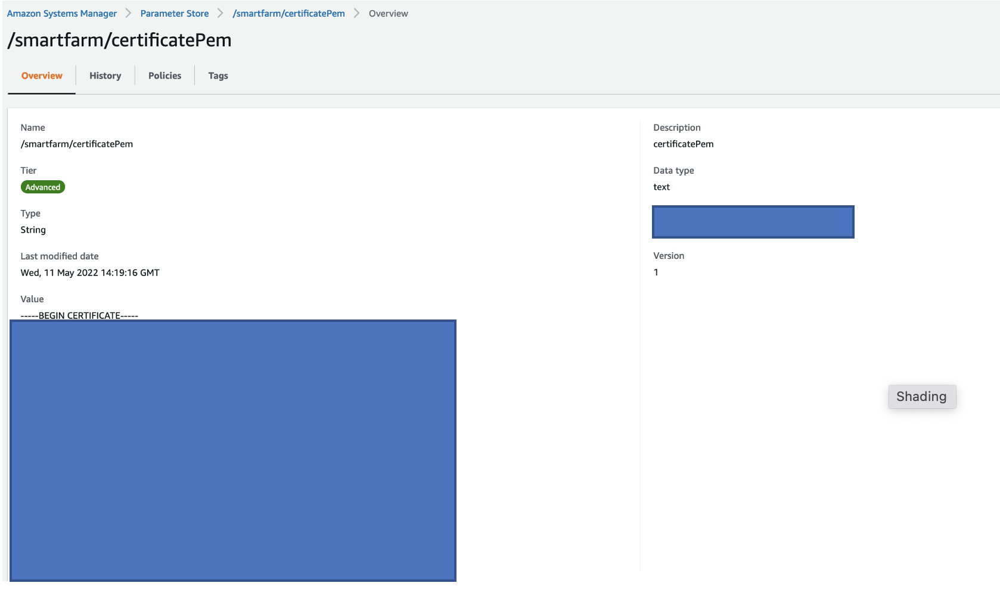 Amazon Systems Manager > Parameter Store > /smartfarm/certificatePem > Overview
/smartfarm/certificatePem
Overview History Policies Tags
Name
/smartfarm/certificatePem
Tier
Advanced
Type
String
Last modified date
Wed, 11 May 2022 14:19:16 GMT
Value
-----BEGIN CERTIFICATE-----
Description
certificatePem
Data type
text
Version
1
Shading